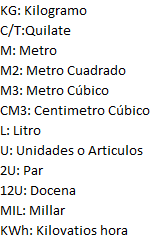 KG: Kilogramo
C/T:Quilate
M: Metro
M2: Metro Cuadrado
M3: Metro Cúbico
CM3: Centimetro Cúbico
L: Litro
U: Unidades o Articulos
2U: Par
12U: Docena
MIL: Millar
KWh: Kilovatios hora